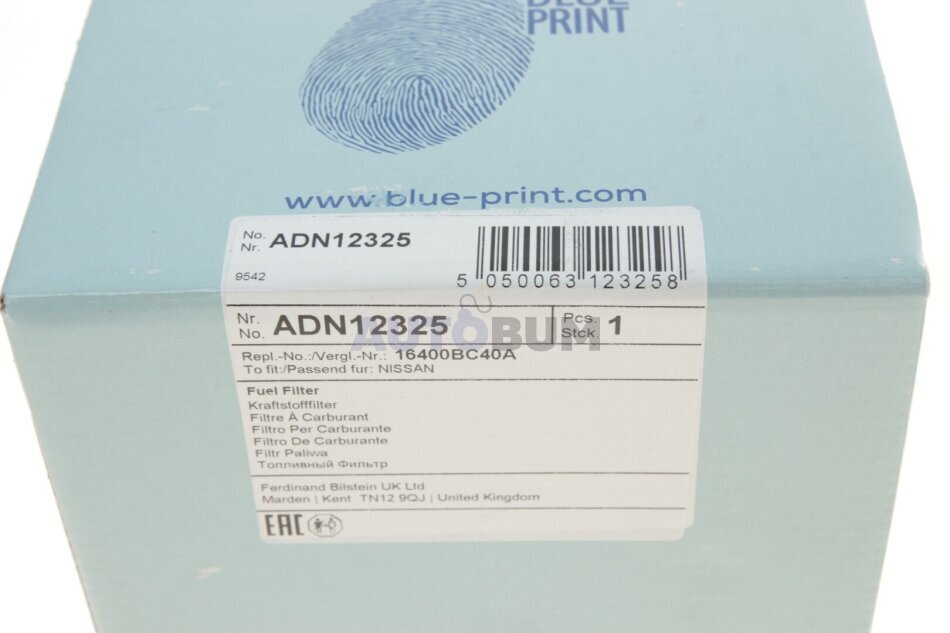 BLUE
PRINT
www.blue-print.com
No.
Nr. ADN12325
9542
5 050063 123258
Nr.
No. ADN12325
Pcs.
Stck. 1
AUTOBUM
Repl.-No.:/Vergl.-Nr.: 16400BC40A
To fit:/Passend fur: NISSAN
Fuel Filter
Kraftstofffilter
Filtre À Carburant
Filtro Per Carburante
Filtro De Carburante
Filtr Paliwa
Топливный Фильтр
Ferdinand Bilstein UK Ltd
Marden | Kent TN12 9QJ | United Kingdom
EAC